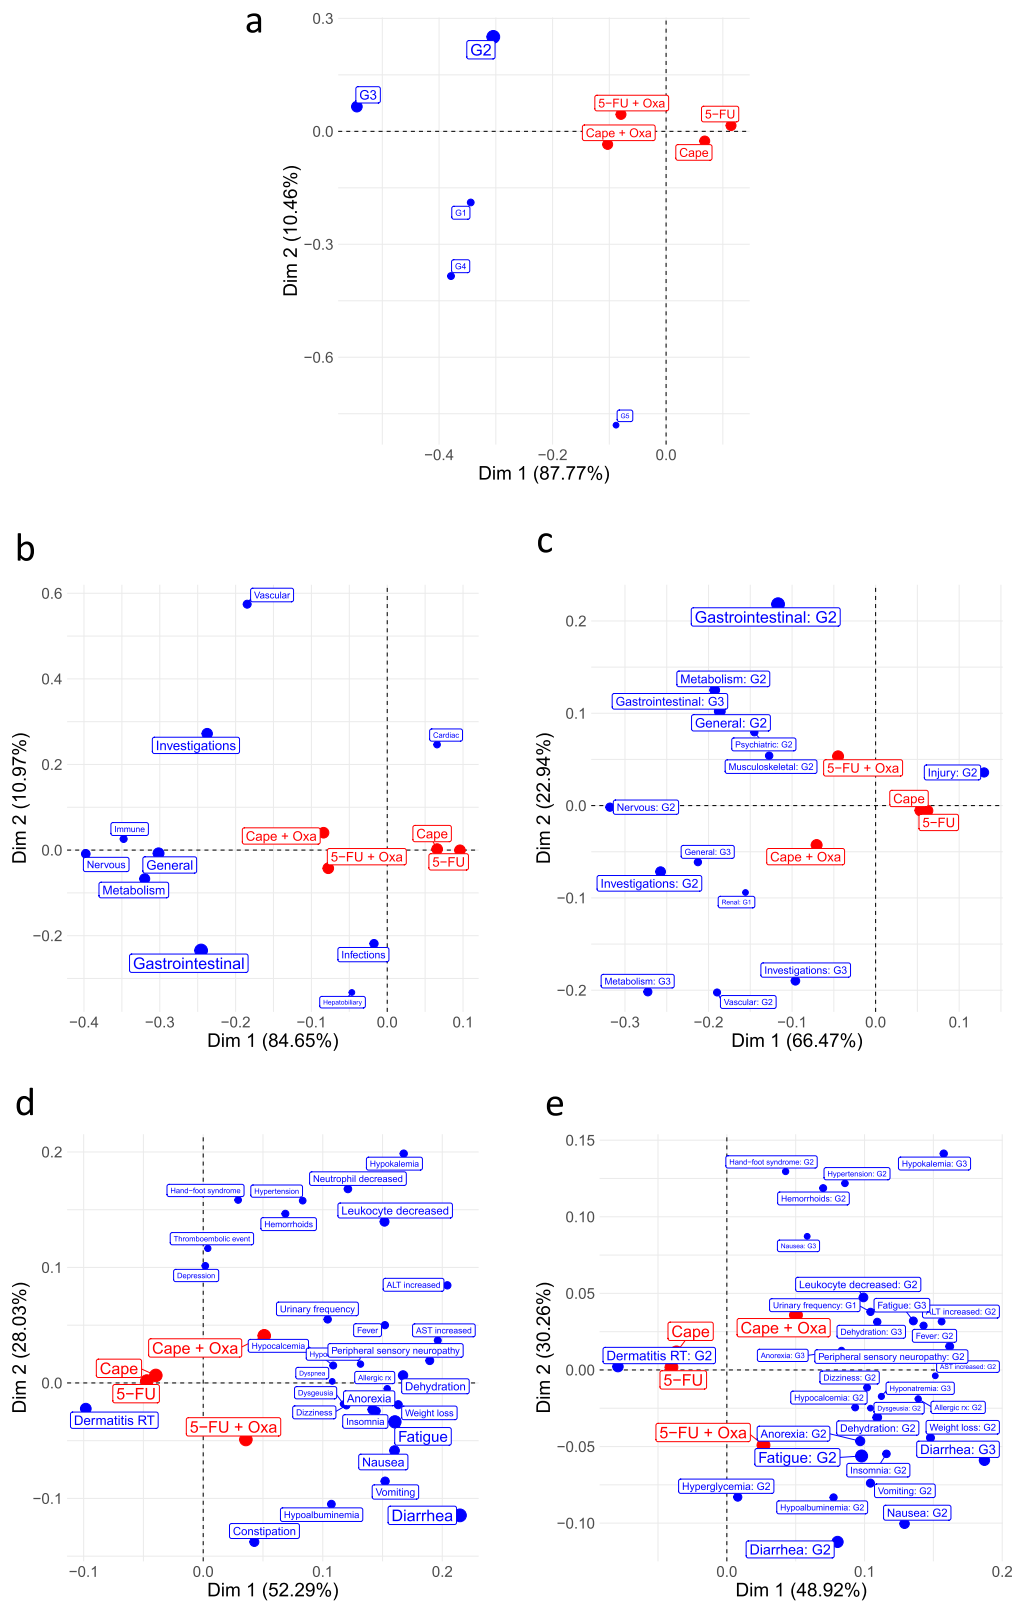 a
0.3
0.0
−0.3
−0.6
Dim 2 (10.46%)
G2
G3
5−FU + Oxa
Cape + Oxa
5−FU
Cape
G1
G4
G5
−0.4
−0.2
0.0
Dim 1 (87.77%)
b
0.6
0.4
0.2
0.0
−0.2
Dim 2 (10.97%)
Vascular
Investigations
Cardiac
Immune
Cape + Oxa
Cape
Nervous
General
5−FU + Oxa
5−FU
Metabolism
Infections
Gastrointestinal
Hepatobiliary
−0.4
−0.3
−0.2
−0.1
0.0
0.1
Dim 1 (84.65%)
c
0.2
0.1
0.0
−0.1
−0.2
Dim 2 (22.94%)
Gastrointestinal: G2
Metabolism: G2
Gastrointestinal: G3
General: G2
Psychiatric: G2
Musculoskeletal: G2
5−FU + Oxa
Injury: G2
Cape
Nervous: G2
5−FU
General: G3
Cape + Oxa
Investigations: G2
Renal: G1
Investigations: G3
Metabolism: G3
Vascular: G2
−0.3
−0.2
−0.1
0.0
0.1
Dim 1 (66.47%)
d
0.2
0.1
0.0
−0.1
Dim 2 (28.03%)
Hypokalemia
Neutrophil decreased
Hand−foot syndrome
Hypertension
Leukocyte decreased
Hemorrhoids
Thromboembolic event
Depression
ALT increased
Urinary frequency
Fever
AST increased
Cape + Oxa
Hypocalcemia
Peripheral sensory neuropathy
Cape
Dyspnea
Allergic rx
5−FU
Dysgeusia
Anorexia
Dehydration
Dermatitis RT
Dizziness
Insomnia
Weight loss
5−FU + Oxa
Fatigue
Nausea
Vomiting
Hypoalbuminemia
Diarrhea
Constipation
−0.1
0.0
0.1
0.2
Dim 1 (52.29%)
e
0.15
0.10
0.05
0.00
−0.05
−0.10
Dim 2 (30.26%)
Hand−foot syndrome: G2
Hypokalemia: G3
Hypertension: G2
Hemorrhoids: G2
Nausea: G3
Leukocyte decreased: G2
Urinary frequency: G1
Fatigue: G3
ALT increased: G2
Cape + Oxa
Dehydration: G3
Fever: G2
Cape
Dermatitis RT: G2
Anorexia: G3
Peripheral sensory neuropathy: G2
AST increased: G2
5−FU
Dizziness: G2
Hyponatremia: G3
Hypocalcemia: G2
Dysgeusia: G2
Allergic rx: G2
5−FU + Oxa
Anorexia: G2
Dehydration: G2
Weight loss: G2
Fatigue: G2
Diarrhea: G3
Insomnia: G2
Hyperglycemia: G2
Vomiting: G2
Hypoalbuminemia: G2
Nausea: G2
Diarrhea: G2
0.0
0.1
0.2
Dim 1 (48.92%)